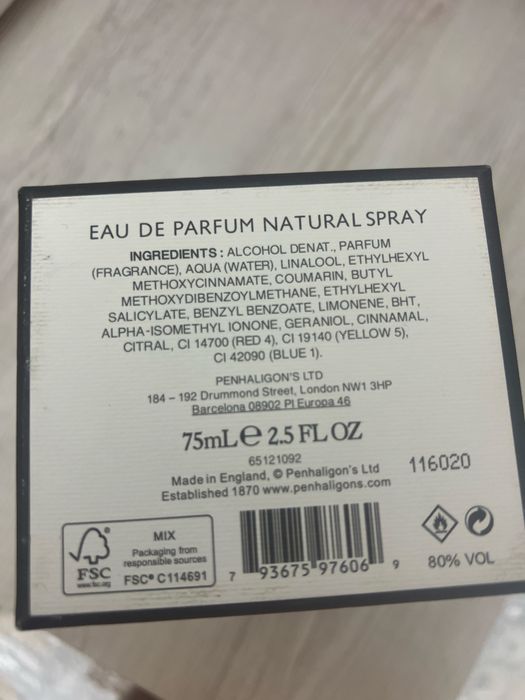 EAU DE PARFUM NATURAL SPRAY
INGREDIENTS : ALCOHOL DENAT., PARFUM
(FRAGRANCE), AQUA (WATER), LINALOOL, ETHYLHEXYL
METHOXYCINNAMATE, COUMARIN, BUTYL
METHOXYDIBENZOYLMETHANE, ETHYLHEXYL
SALICYLATE, BENZYL BENZOATE, LIMONENE, BHT,
ALPHA-ISOMETHYL IONONE, GERANIOL, CINNAMAL,
CITRAL, CI 14700 (RED 4), CI 19140 (YELLOW 5),
CI 42090 (BLUE 1).
PENHALIGON'S LTD
184 – 192 Drummond Street, London NW1 3HP
Barcelona 08902 Pl Europa 46
75mL℮ 2.5 FL OZ
65121092
116020
Made in England, © Penhaligon's Ltd
Established 1870 www.penhaligons.com
FSC
www.fsc.org
MIX
Packaging from
responsible sources
FSC® C114691
7 93675 97606 9
80% VOL